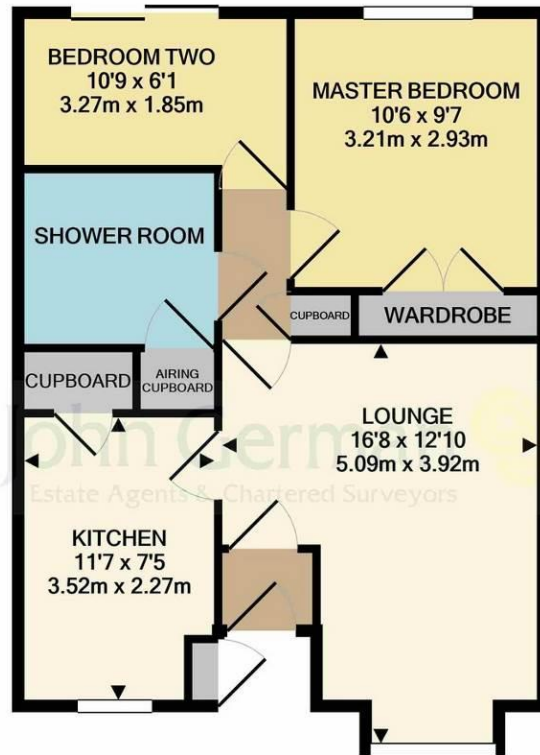 BEDROOM TWO
10'9 x 6'1
3.27m x 1.85m
MASTER BEDROOM
10'6 x 9'7
3.21m x 2.93m
SHOWER ROOM
CUPBOARD
WARDROBE
CUPBOARD
AIRING
CUPBOARD
LOUNGE
16'8 x 12'10
5.09m x 3.92m
John German
Estate Agents & Chartered Surveyors
KITCHEN
11'7 x 7'5
3.52m x 2.27m